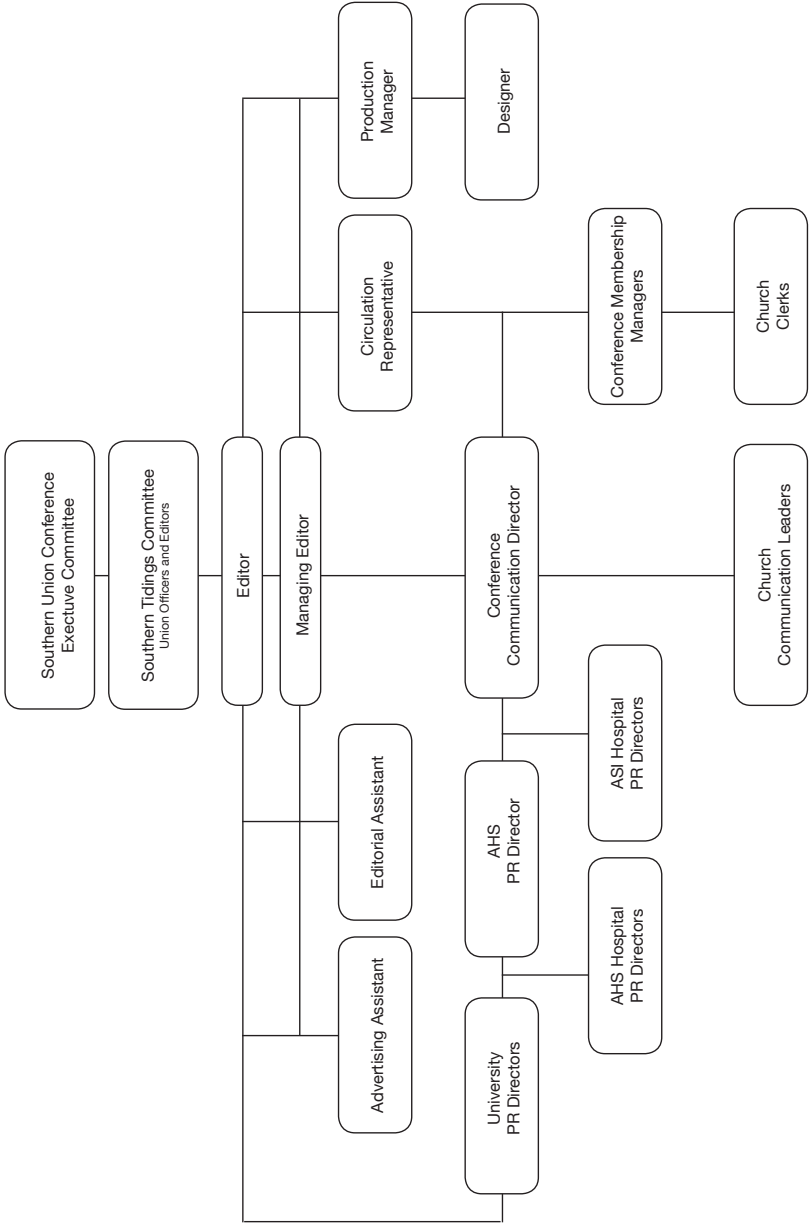 Southern Union Conference
Exectuve Committee
Southern Tidings Committee
Union Officers and Editors
Editor
Managing Editor
Advertising Assistant
Editorial Assistant
Circulation
Representative
Production
Manager
University
PR Directors
AHS
PR Director
Conference
Communication Director
Designer
AHS Hospital
PR Directors
ASI Hospital
PR Directors
Conference Membership
Managers
Church
Communication Leaders
Church
Clerks